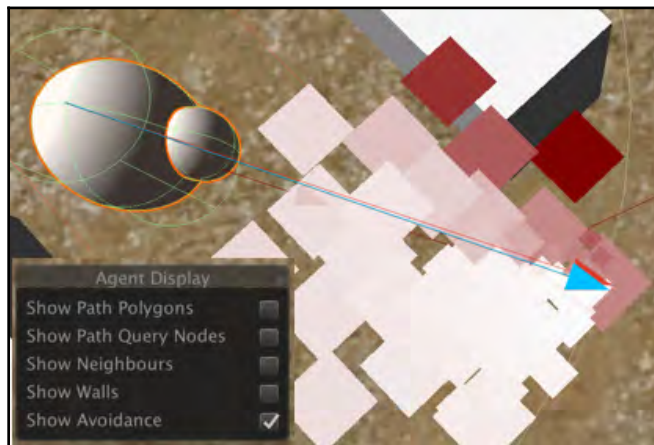 Agent Display
Show Path Polygons
Show Path Query Nodes
Show Neighbours
Show Walls
Show Avoidance